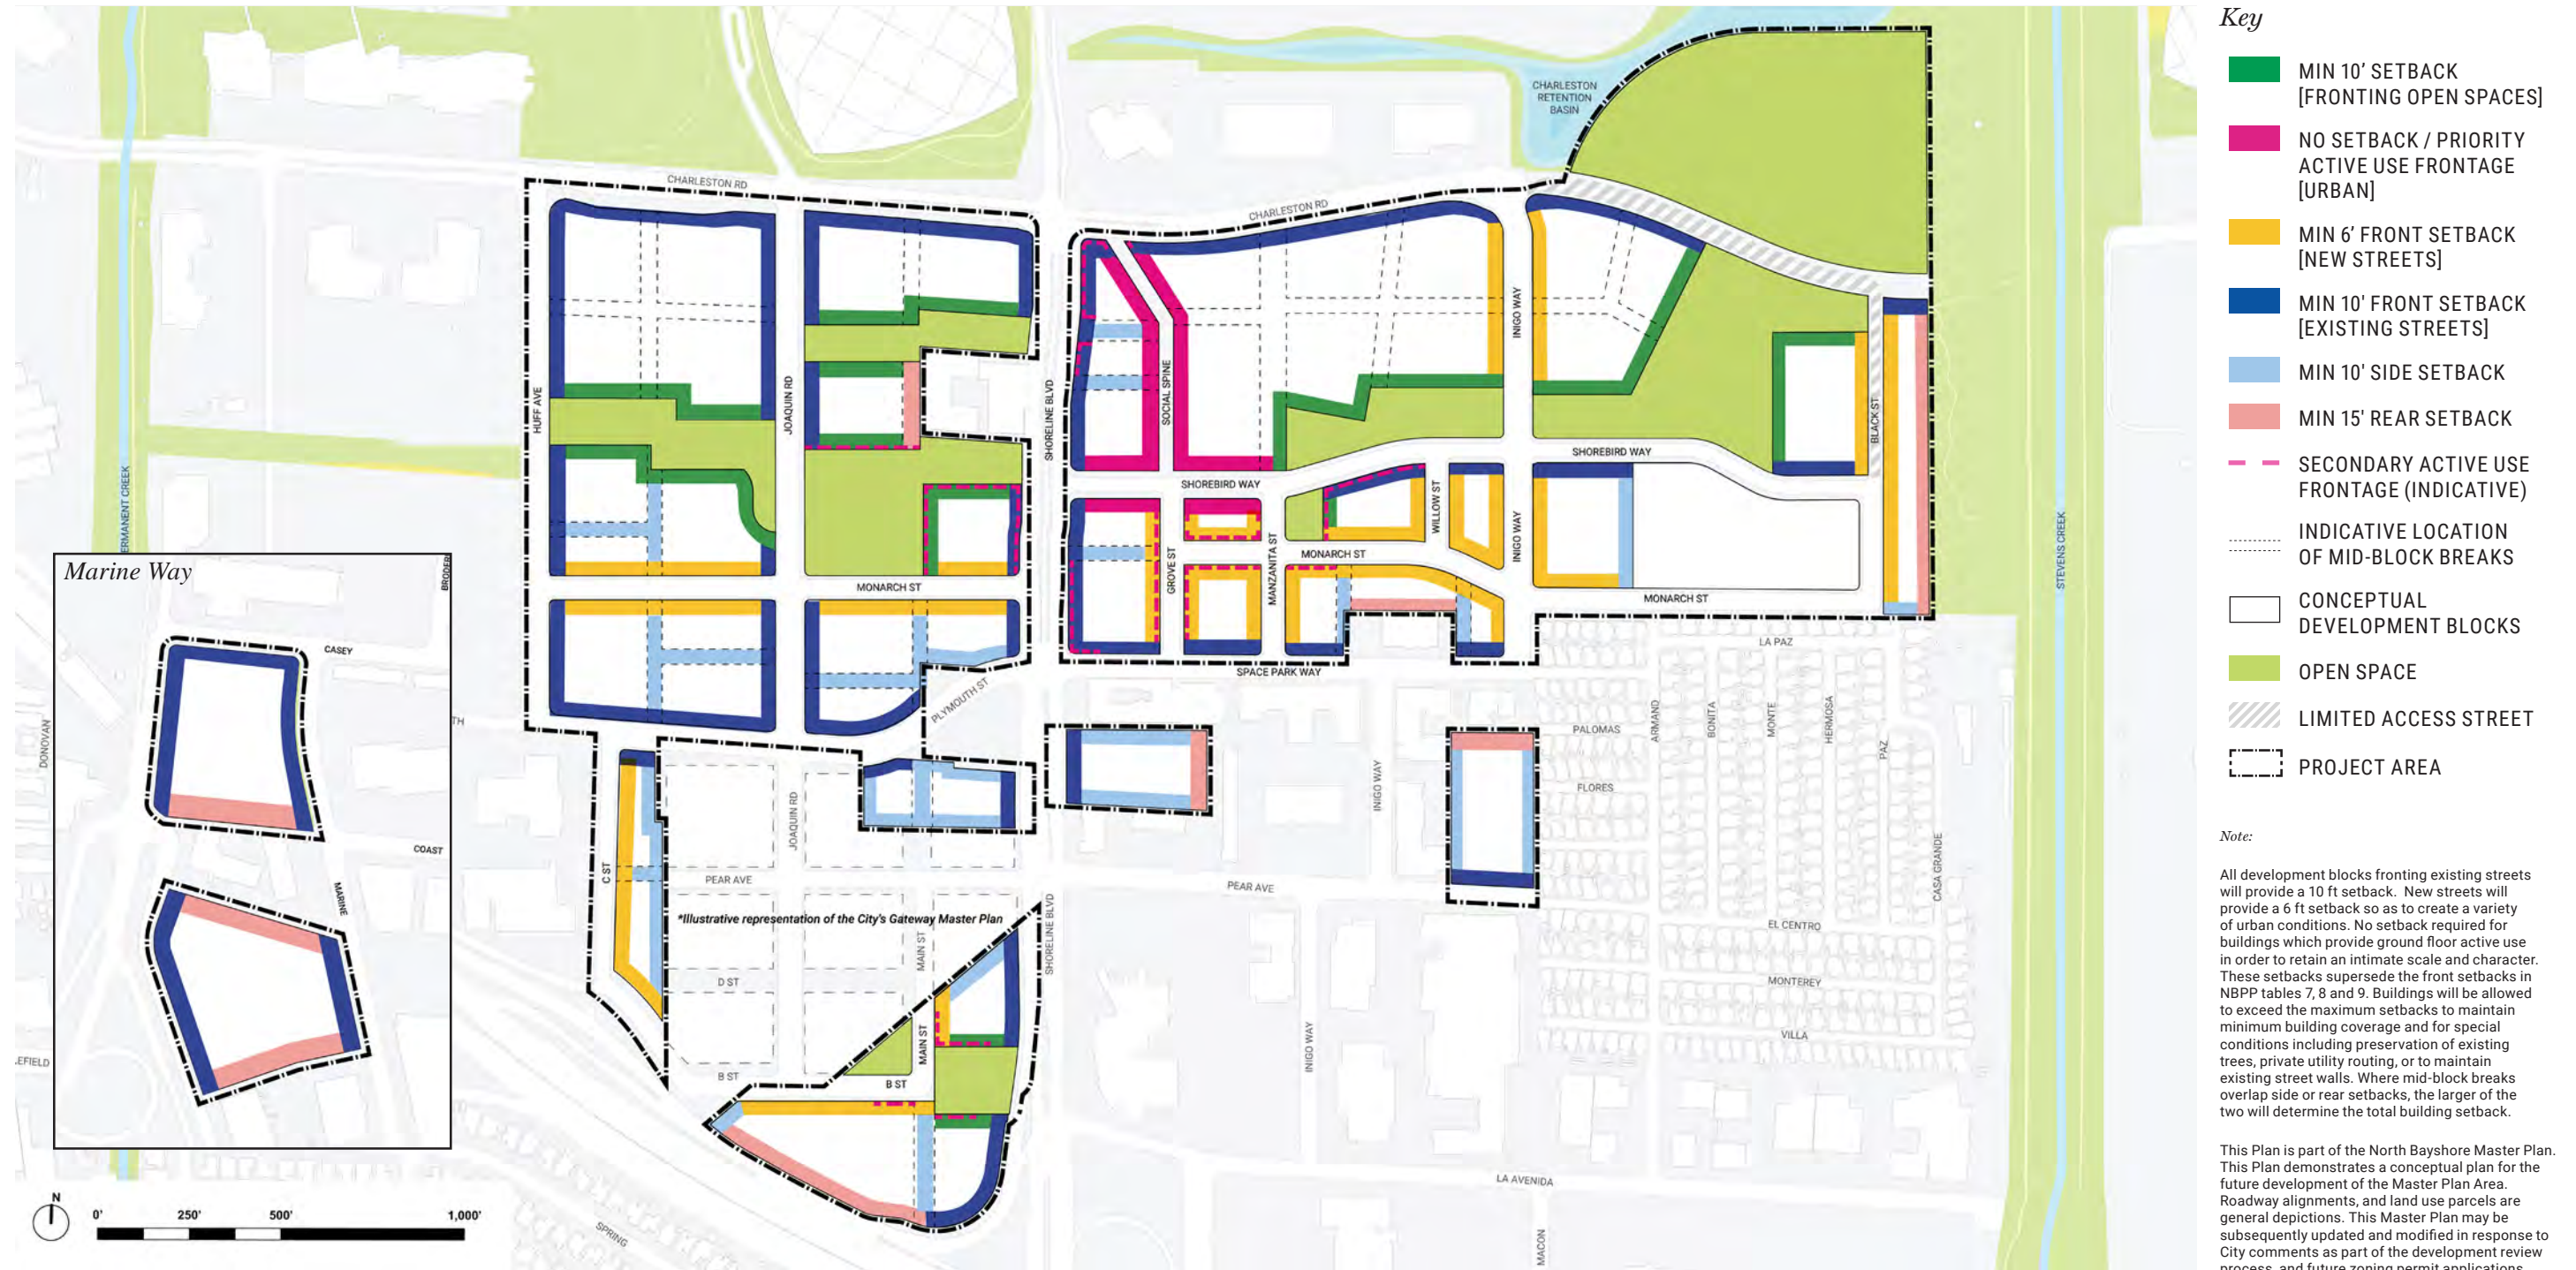 CHARLESTON RD
CHARLESTON RETENTION BASIN
CHARLESTON RD
HUFF AVE
JOAQUIN RD
SHORELINE BLVD
SOCIAL SPINE
INIGO WAY
BLACK ST
SHOREBIRD WAY
SHOREBIRD WAY
WILLOW ST
INIGO WAY
GROVE ST
MANZANITA ST
MONARCH ST
MONARCH ST
MONARCH ST
STEVENS CREEK
ERMANENT CREEK
LA PAZ
SPACE PARK WAY
PLYMOUTH ST
TH
PALOMAS
ARMAND
BONITA
MONTE
HERMOSA
PAZ
FLORES
INIGO WAY
JOAQUIN RD
C ST
PEAR AVE
PEAR AVE
CASA GRANDE
*Illustrative representation of the City's Gateway Master Plan
MAIN ST
SHORELINE BLVD
EL CENTRO
D ST
MONTEREY
MAIN ST
INIGO WAY
VILLA
B ST
B ST
LA AVENIDA
MACON
SPRING
Marine Way
BRODER
CASEY
DONOVAN
COAST
MARINE
LEFIELD
N
0' 250' 500' 1,000'
Key
MIN 10' SETBACK
[FRONTING OPEN SPACES]
NO SETBACK / PRIORITY
ACTIVE USE FRONTAGE
[URBAN]
MIN 6' FRONT SETBACK
[NEW STREETS]
MIN 10' FRONT SETBACK
[EXISTING STREETS]
MIN 10' SIDE SETBACK
MIN 15' REAR SETBACK
SECONDARY ACTIVE USE
FRONTAGE (INDICATIVE)
INDICATIVE LOCATION
OF MID-BLOCK BREAKS
CONCEPTUAL
DEVELOPMENT BLOCKS
OPEN SPACE
LIMITED ACCESS STREET
PROJECT AREA
Note:
All development blocks fronting existing streets
will provide a 10 ft setback. New streets will
provide a 6 ft setback so as to create a variety
of urban conditions. No setback required for
buildings which provide ground floor active use
in order to retain an intimate scale and character.
These setbacks supersede the front setbacks in
NBPP tables 7, 8 and 9. Buildings will be allowed
to exceed the maximum setbacks to maintain
minimum building coverage and for special
conditions including preservation of existing
trees, private utility routing, or to maintain
existing street walls. Where mid-block breaks
overlap side or rear setbacks, the larger of the
two will determine the total building setback.
This Plan is part of the North Bayshore Master Plan.
This Plan demonstrates a conceptual plan for the
future development of the Master Plan Area.
Roadway alignments, and land use parcels are
general depictions. This Master Plan may be
subsequently updated and modified in response to
City comments as part of the development review
process, and future zoning permit applications